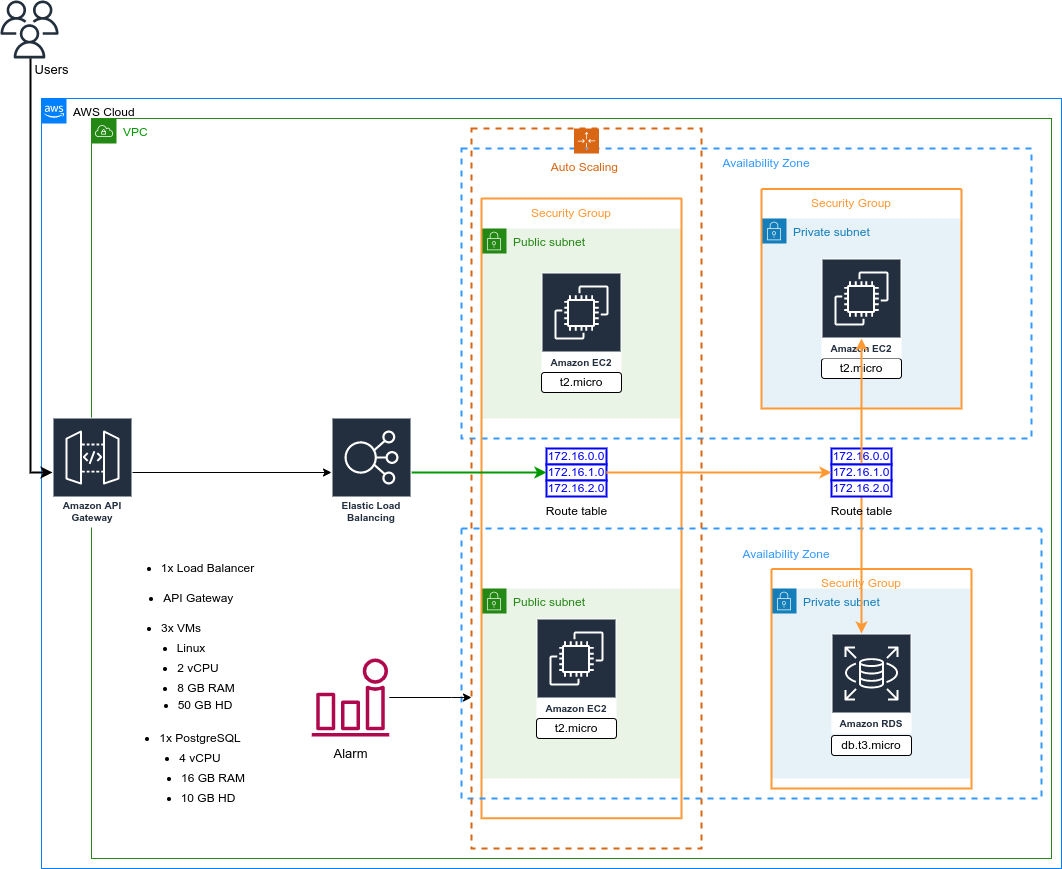 Users
aws
AWS Cloud
VPC
Auto Scaling
Availability Zone
Security Group
Public subnet
Amazon EC2
t2.micro
Security Group
Private subnet
Amazon EC2
t2.micro
Amazon API
Gateway
Elastic Load
Balancing
172.16.0.0
172.16.1.0
172.16.2.0
Route table
172.16.0.0
172.16.1.0
172.16.2.0
Route table
Availability Zone
Public subnet
Amazon EC2
t2.micro
Security Group
Private subnet
Amazon RDS
db.t3.micro
• 1x Load Balancer
• API Gateway
• 3x VMs
• Linux
• 2 vCPU
• 8 GB RAM
• 50 GB HD
• 1x PostgreSQL
• 4 vCPU
• 16 GB RAM
• 10 GB HD
Alarm